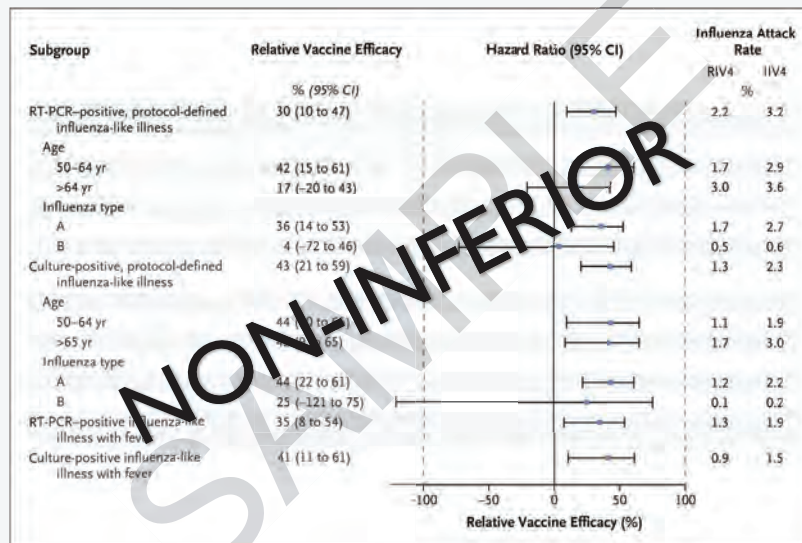 Subgroup Relative Vaccine Efficacy Hazard Ratio (95% CI) Influenza Attack Rate
RIV4 IIV4
% (95% CI) %
RT-PCR–positive, protocol-defined influenza-like illness 30 (10 to 47) 2.2 3.2
Age
50–64 yr 42 (15 to 61) 1.7 2.9
>64 yr 17 (−20 to 43) 3.0 3.6
Influenza type
A 36 (14 to 53) 1.7 2.7
B 4 (−72 to 46) 0.5 0.6
Culture-positive, protocol-defined influenza-like illness 43 (21 to 59) 1.3 2.3
Age
50–64 yr 44 1.1 1.9
>65 yr 65) 1.7 3.0
Influenza type
A 44 (22 to 61) 1.2 2.2
B 25 (−121 to 75) 0.1 0.2
RT-PCR–positive influenza-like illness with fever 35 (8 to 54) 1.3 1.9
Culture-positive influenza-like illness with fever 41 (11 to 61) 0.9 1.5
-100 −50 0 50 100
Relative Vaccine Efficacy (%)
NON-INFERIOR
SAMPLE